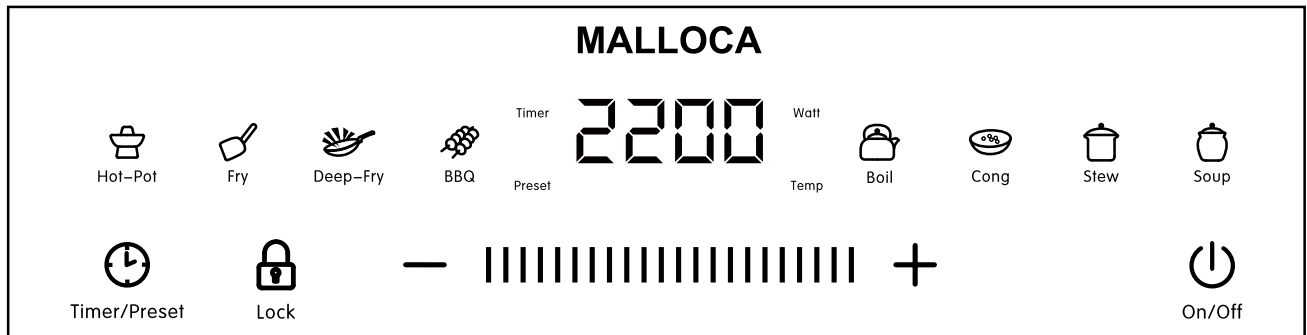 MALLOCA
Timer 2200 Watt
Preset Temp
Hot-Pot Fry Deep-Fry BBQ Boil Cong Stew Soup
Timer/Preset Lock On/Off